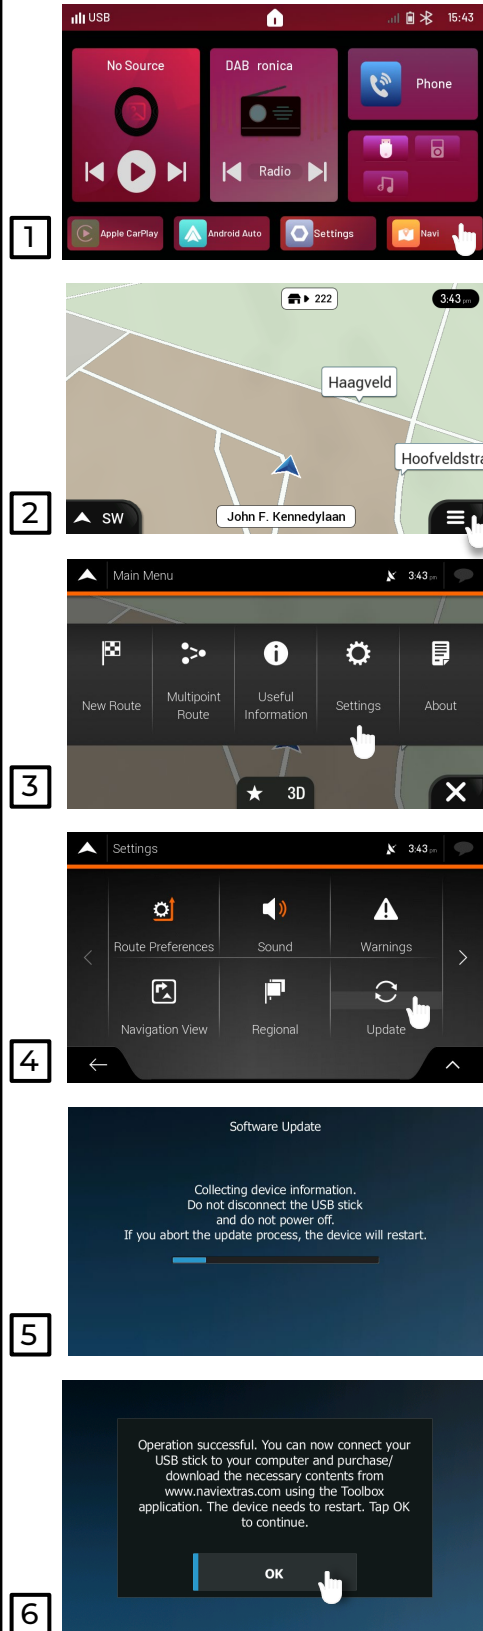 USB
15:43
No Source
DAB ronica
Phone
Radio
Apple CarPlay
Android Auto
Settings
Navi
1
222
3:43 pm
Haagveld
Hoofveldstra
SW
John F. Kennedylaan
2
Main Menu
3:43 pm
New Route
Multipoint
Route
Useful
Information
Settings
About
3D
3
Settings
3:43 pm
Route Preferences
Sound
Warnings
Navigation View
Regional
Update
4
Software Update
Collecting device information.
Do not disconnect the USB stick
and do not power off.
If you abort the update process, the device will restart.
5
Operation successful. You can now connect your
USB stick to your computer and purchase/
download the necessary contents from
www.naviextras.com using the Toolbox
application. The device needs to restart. Tap OK
to continue.
OK
6